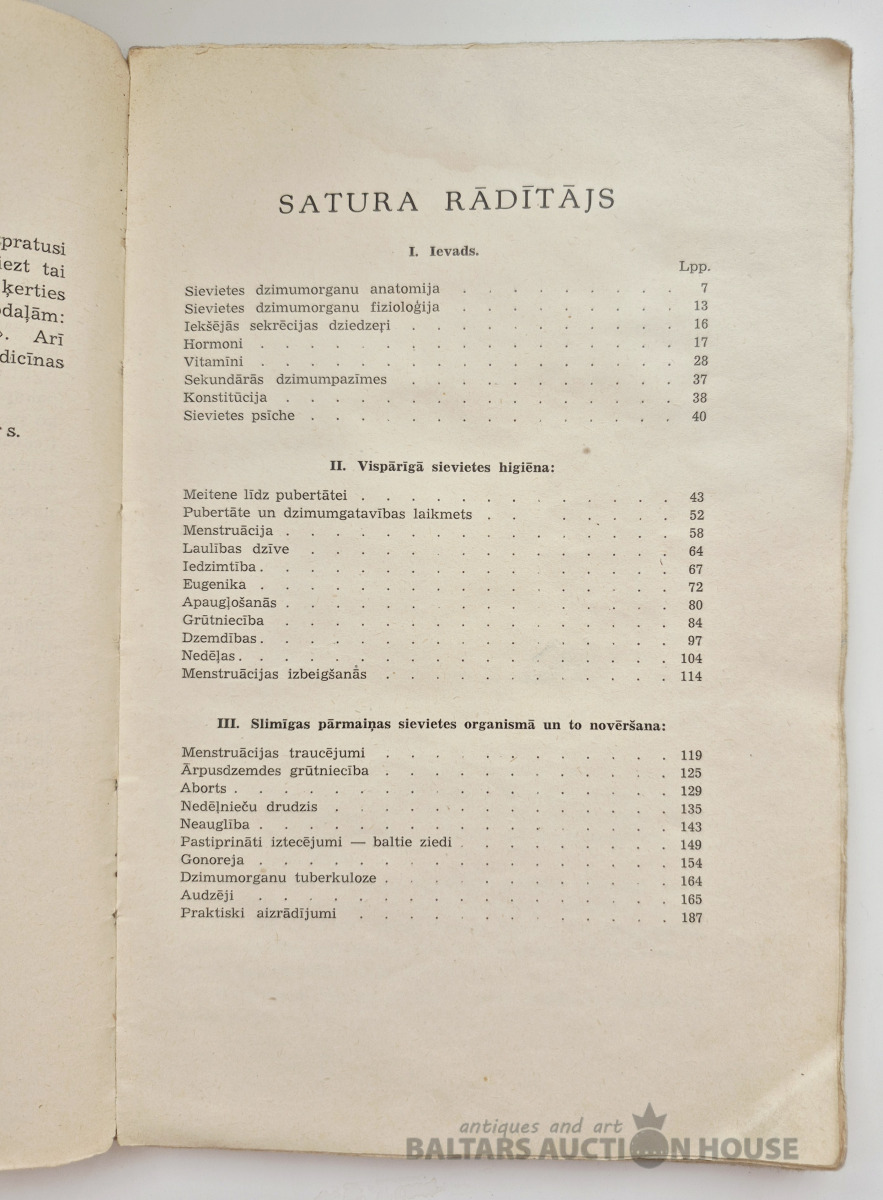 pratusi
iezt tai
ķerties
daļām:
Arī
dicīnas
s.
SATURA RĀDĪTĀJS
I. Ievads.
Lpp.
Sievietes dzimumorganu anatomija . . . . . . . . . 7
Sievietes dzimumorganu fizioloģija . . . . . . . . . 13
Iekšējās sekrēcijas dziedzeŗi . . . . . . . . . . . 16
Hormoni . . . . . . . . . . . . . . . . 17
Vitamīni . . . . . . . . . . . . . . . . 28
Sekundārās dzimumpazīmes . . . . . . . . . . . 37
Konstitūcija . . . . . . . . . . . . . . . 38
Sievietes psīche . . . . . . . . . . . . . . 40
II. Vispārīgā sievietes higiēna:
Meitene līdz pubertātei . . . . . . . . . . . . . 43
Pubertāte un dzimumgatavības laikmets . . . . . . . 52
Menstruācija . . . . . . . . . . . . . . . 58
Laulības dzīve . . . . . . . . . . . . . . 64
Iedzimtība . . . . . . . . . . . . . . . . 67
Eugenika . . . . . . . . . . . . . . . . 72
Apaugļošanās . . . . . . . . . . . . . . . 80
Grūtniecība . . . . . . . . . . . . . . . 84
Dzemdības . . . . . . . . . . . . . . . . 97
Nedēļas . . . . . . . . . . . . . . . . . 104
Menstruācijas izbeigšanās . . . . . . . . . . . . 114
III. Slimīgas pārmaiņas sievietes organismā un to novēršana:
Menstruācijas traucējumi . . . . . . . . . . . . 119
Ārpusdzemdes grūtniecība . . . . . . . . . . . . 125
Aborts . . . . . . . . . . . . . . . . . 129
Nedēļnieču drudzis . . . . . . . . . . . . . . 135
Neauglība . . . . . . . . . . . . . . . . 143
Pastiprināti iztecējumi — baltie ziedi . . . . . . . . . 149
Gonoreja . . . . . . . . . . . . . . . . 154
Dzimumorganu tuberkuloze . . . . . . . . . . . . 164
Audzēji . . . . . . . . . . . . . . . . 165
Praktiski aizrādījumi . . . . . . . . . . . . . 187
antiques and art
BALTARS AUCTION HOUSE